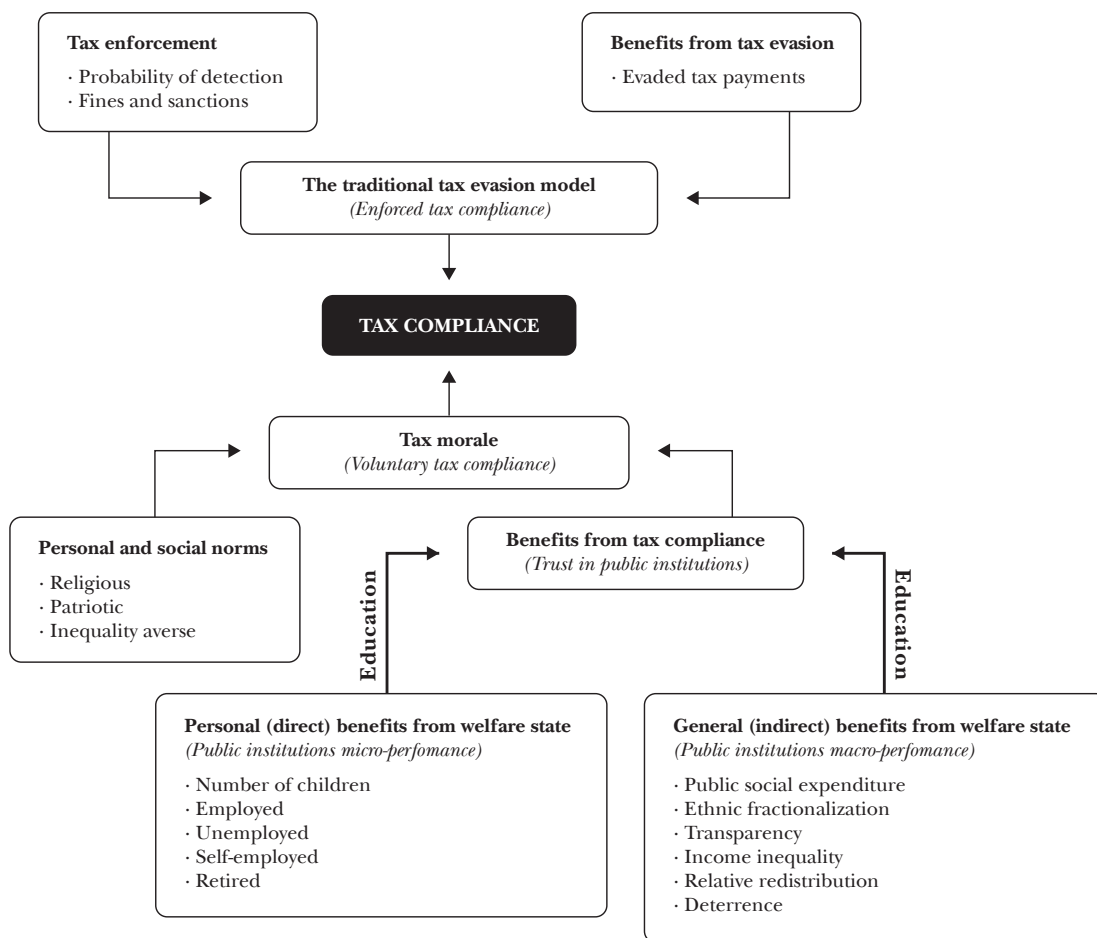 Tax enforcement
· Probability of detection
· Fines and sanctions
Benefits from tax evasion
· Evaded tax payments
The traditional tax evasion model
(Enforced tax compliance)
TAX COMPLIANCE
Tax morale
(Voluntary tax compliance)
Personal and social norms
· Religious
· Patriotic
· Inequality averse
Benefits from tax compliance
(Trust in public institutions)
Education
Education
Personal (direct) benefits from welfare state
(Public institutions micro-perfomance)
· Number of children
· Employed
· Unemployed
· Self-employed
· Retired
General (indirect) benefits from welfare state
(Public institutions macro-perfomance)
· Public social expenditure
· Ethnic fractionalization
· Transparency
· Income inequality
· Relative redistribution
· Deterrence